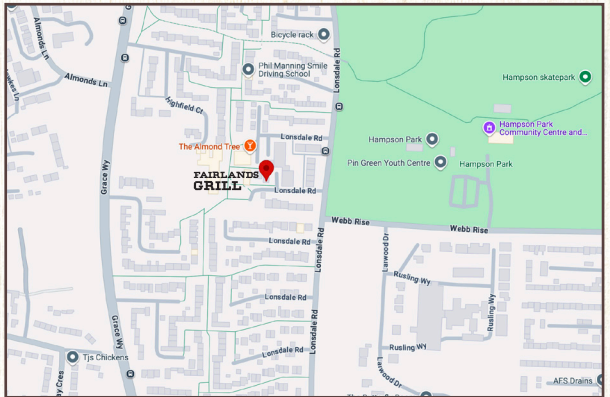 Almonds Ln
Bicycle rack
Lonsdale Rd
Phil Manning Smile
Driving School
Hampson skatepark
Almonds Ln
Highfield Cr
Hampson Park
Community Centre and...
Lonsdale Rd
Hampson Park
The Almond Tree
Pin Green Youth Centre
Hampson Park
FAIRLANDS
GRILL
Grace Wy
Lonsdale Rd
Webb Rise
Webb Rise
Lonsdale Rd
Lonsdale Rd
Larwood Dr
Rusling Wy
Lonsdale Rd
Rusling Wy
Grace Wy
Lonsdale Rd
Rusling Wy
Lonsdale Rd
Tjs Chickens
Larwood Dr
AFS Drains